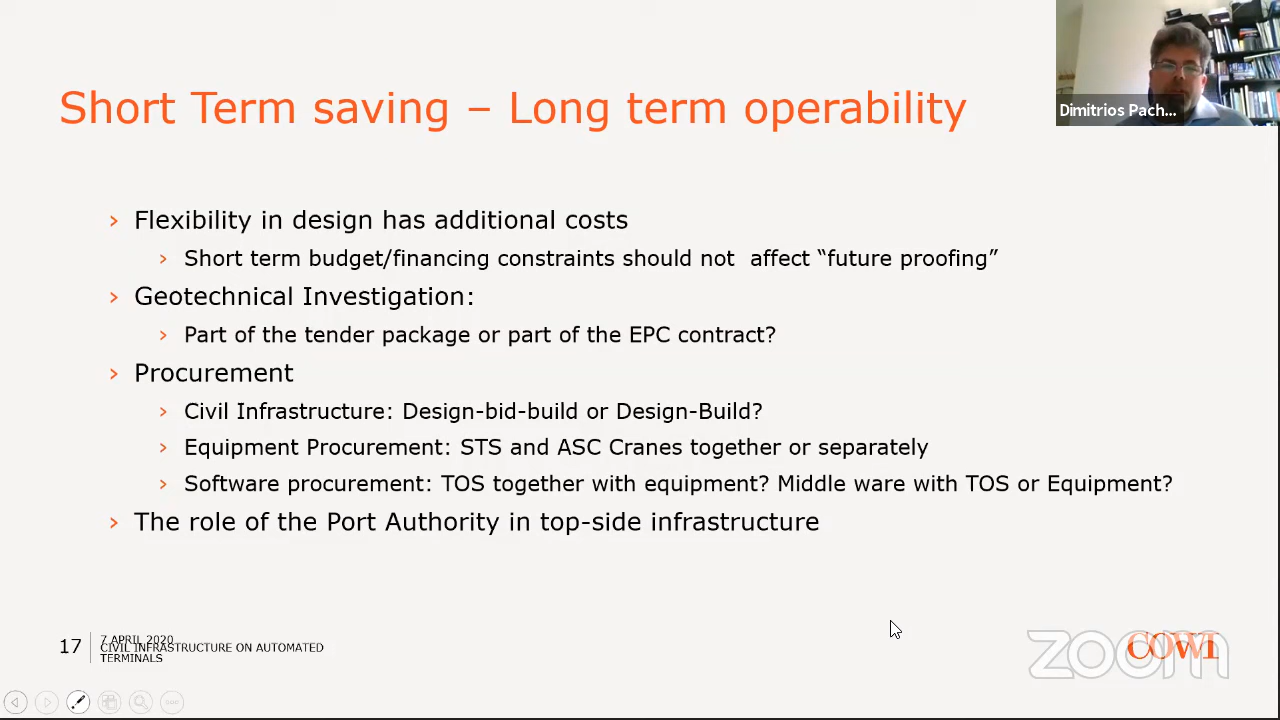 Short Term saving – Long term operability
Dimitrios Pach...
› Flexibility in design has additional costs
› Short term budget/financing constraints should not  affect “future proofing”
› Geotechnical Investigation:
› Part of the tender package or part of the EPC contract?
› Procurement
› Civil Infrastructure: Design-bid-build or Design-Build?
› Equipment Procurement: STS and ASC Cranes together or separately
› Software procurement: TOS together with equipment? Middle ware with TOS or Equipment?
› The role of the Port Authority in top-side infrastructure
17
7 APRIL 2020
CIVIL INFRASTRUCTURE ON AUTOMATED
TERMINALS
COWI
zoom